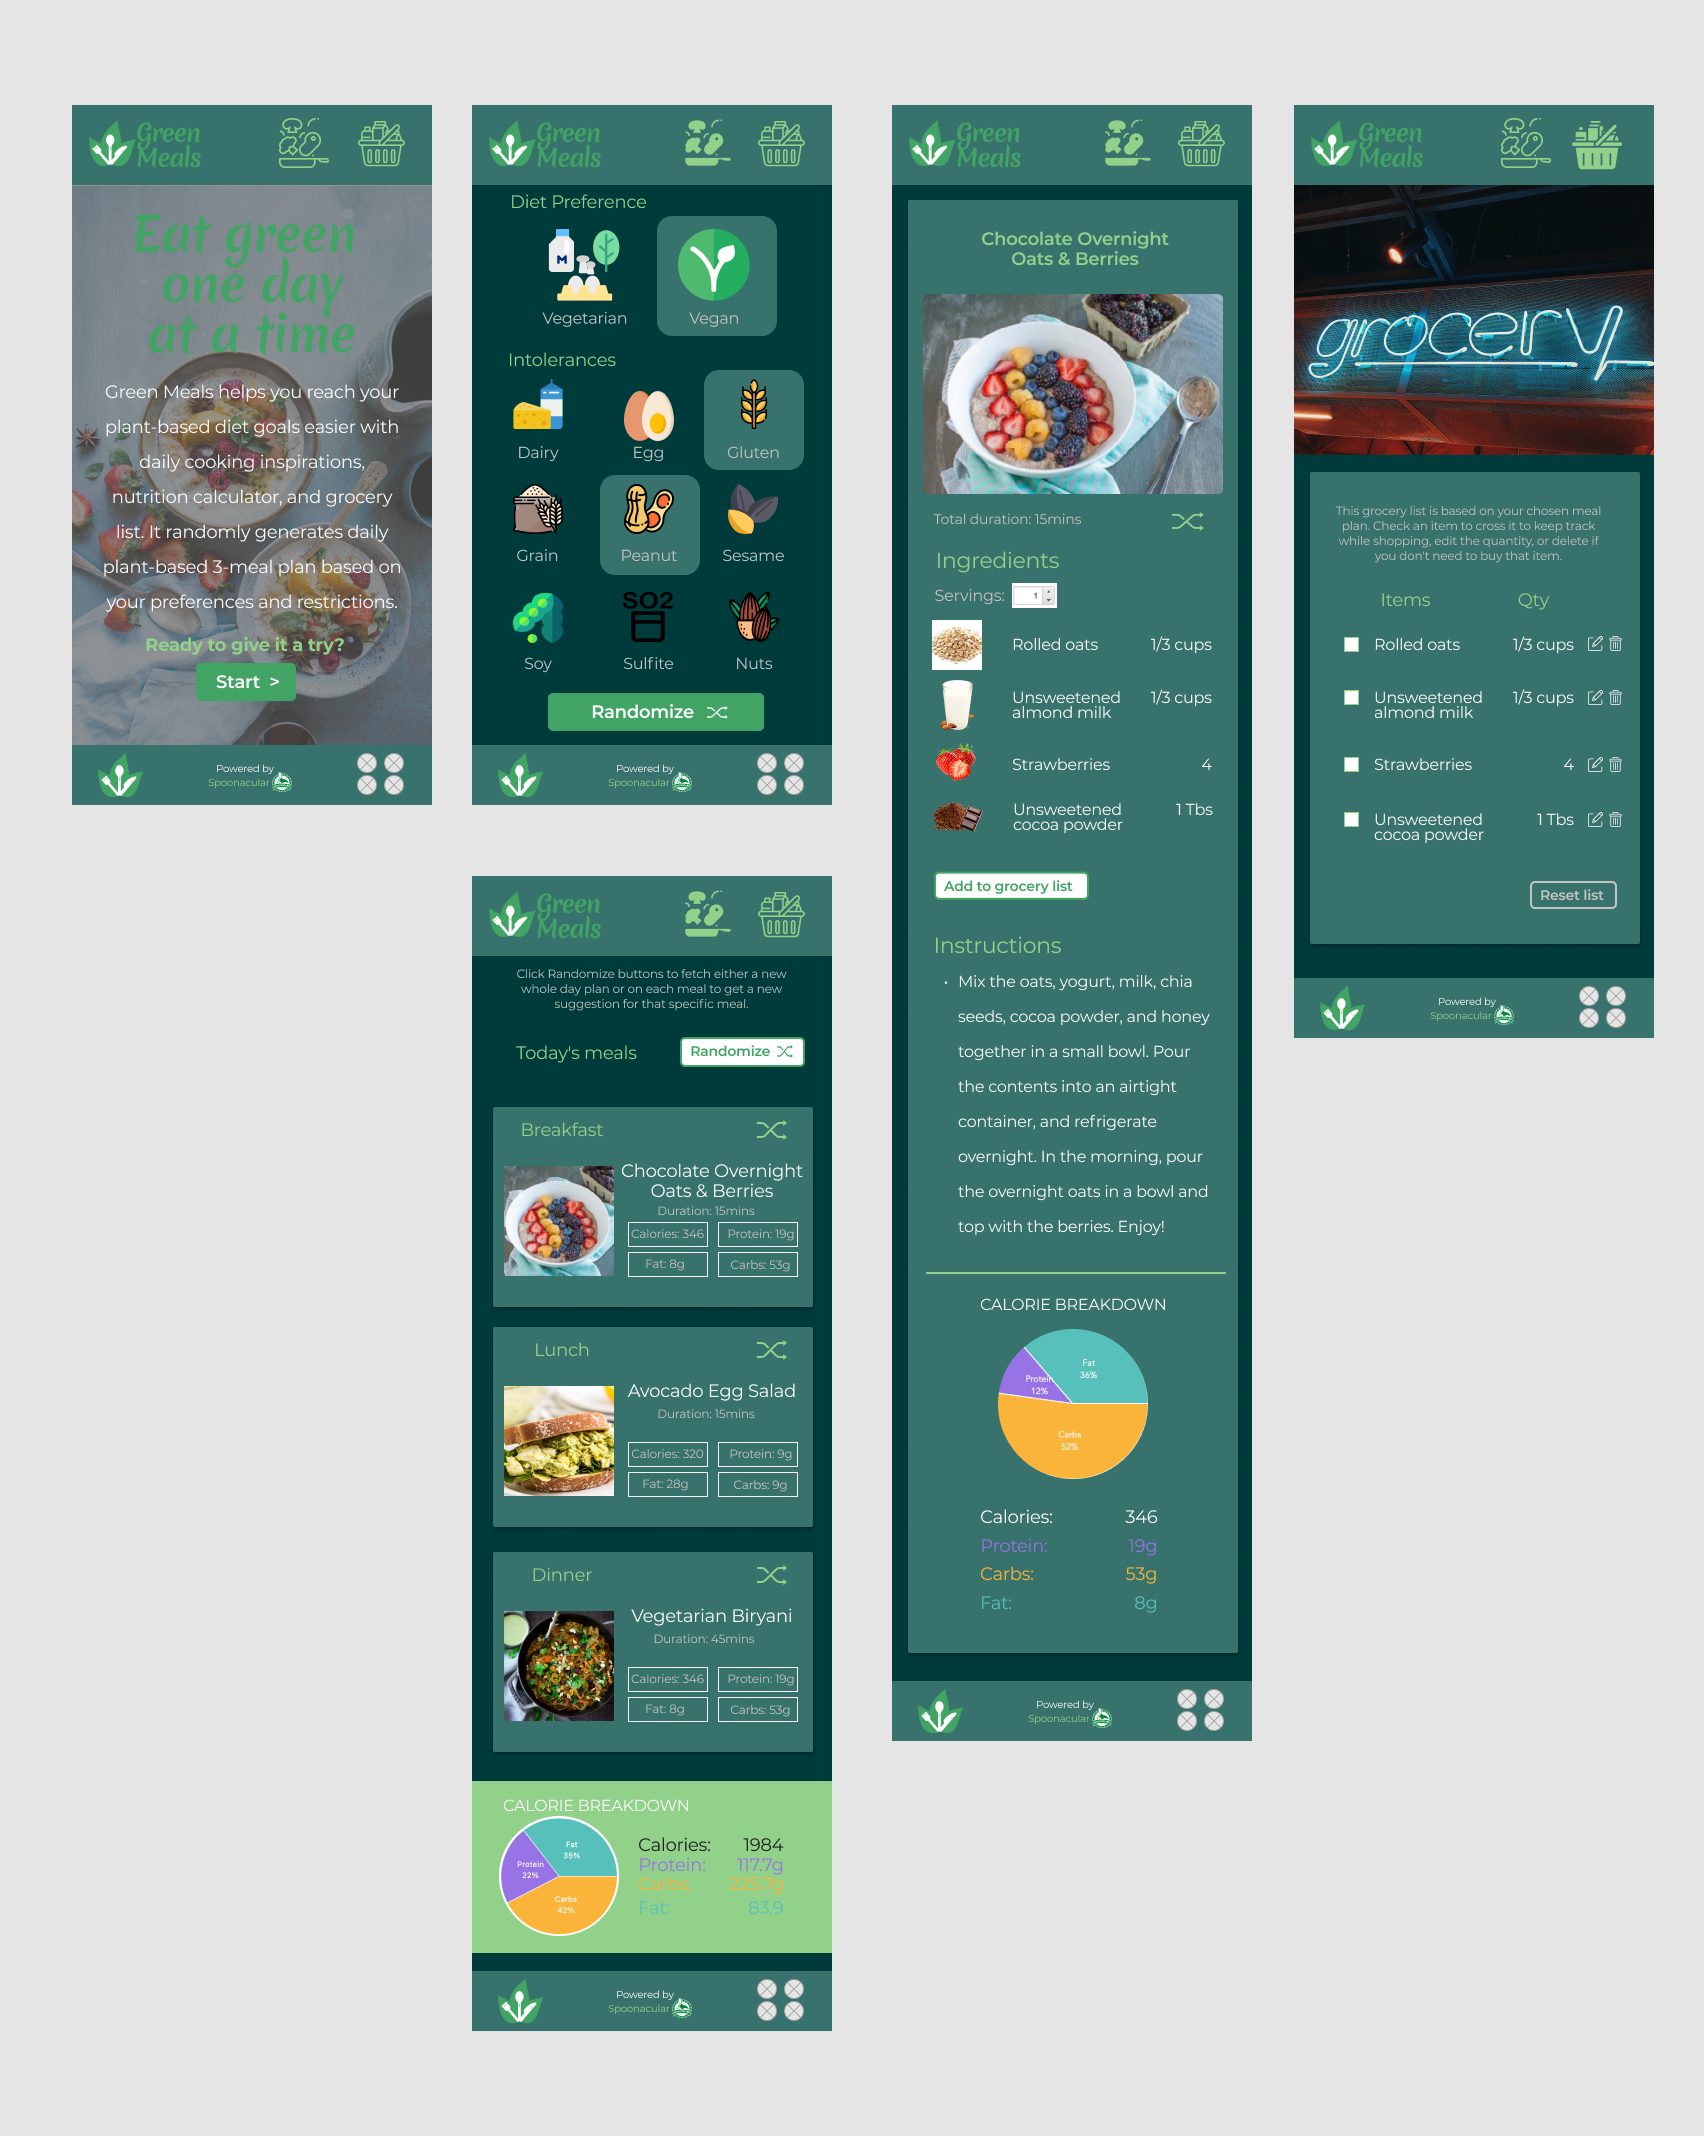 Green
Meals
Eat green
one day
at a time
Green Meals helps you reach your
plant-based diet goals easier with
daily cooking inspirations,
nutrition calculator, and grocery
list. It randomly generates daily
plant-based 3-meal plan based on
your preferences and restrictions.
Ready to give it a try?
Start >
Powered by
Spoonacular
Green
Meals
Diet Preference
M
Vegetarian
Vegan
Intolerances
Dairy
Egg
Gluten
Grain
Peanut
Sesame
SO2
Soy
Sulfite
Nuts
Randomize
Powered by
Spoonacular
Green
Meals
Click Randomize buttons to fetch either a new
whole day plan or on each meal to get a new
suggestion for that specific meal.
Today's meals
Randomize
Breakfast
Chocolate Overnight
Oats & Berries
Duration: 15mins
Calories: 346
Protein: 19g
Fat: 8g
Carbs: 53g
Lunch
Avocado Egg Salad
Duration: 15mins
Calories: 320
Protein: 9g
Fat: 28g
Carbs: 9g
Dinner
Vegetarian Biryani
Duration: 45mins
Calories: 346
Protein: 19g
Fat: 8g
Carbs: 53g
CALORIE BREAKDOWN
Fat
35%
Protein
22%
Carbs
42%
Calories: 1984
Protein: 117.7g
Carbs: 225.7g
Fat: 83.9
Powered by
Spoonacular
Green
Meals
Chocolate Overnight
Oats & Berries
Total duration: 15mins
Ingredients
Servings: 1
Rolled oats 1/3 cups
Unsweetened 1/3 cups
almond milk
Strawberries 4
Unsweetened 1 Tbs
cocoa powder
Add to grocery list
Instructions
• Mix the oats, yogurt, milk, chia
seeds, cocoa powder, and honey
together in a small bowl. Pour
the contents into an airtight
container, and refrigerate
overnight. In the morning, pour
the overnight oats in a bowl and
top with the berries. Enjoy!
CALORIE BREAKDOWN
Fat
36%
Protein
12%
Carbs
52%
Calories: 346
Protein: 19g
Carbs: 53g
Fat: 8g
Powered by
Spoonacular
Green
Meals
grocery
This grocery list is based on your chosen meal
plan. Check an item to cross it to keep track
while shopping, edit the quantity, or delete if
you don't need to buy that item.
Items Qty
Rolled oats 1/3 cups
Unsweetened 1/3 cups
almond milk
Strawberries 4
Unsweetened 1 Tbs
cocoa powder
Reset list
Powered by
Spoonacular